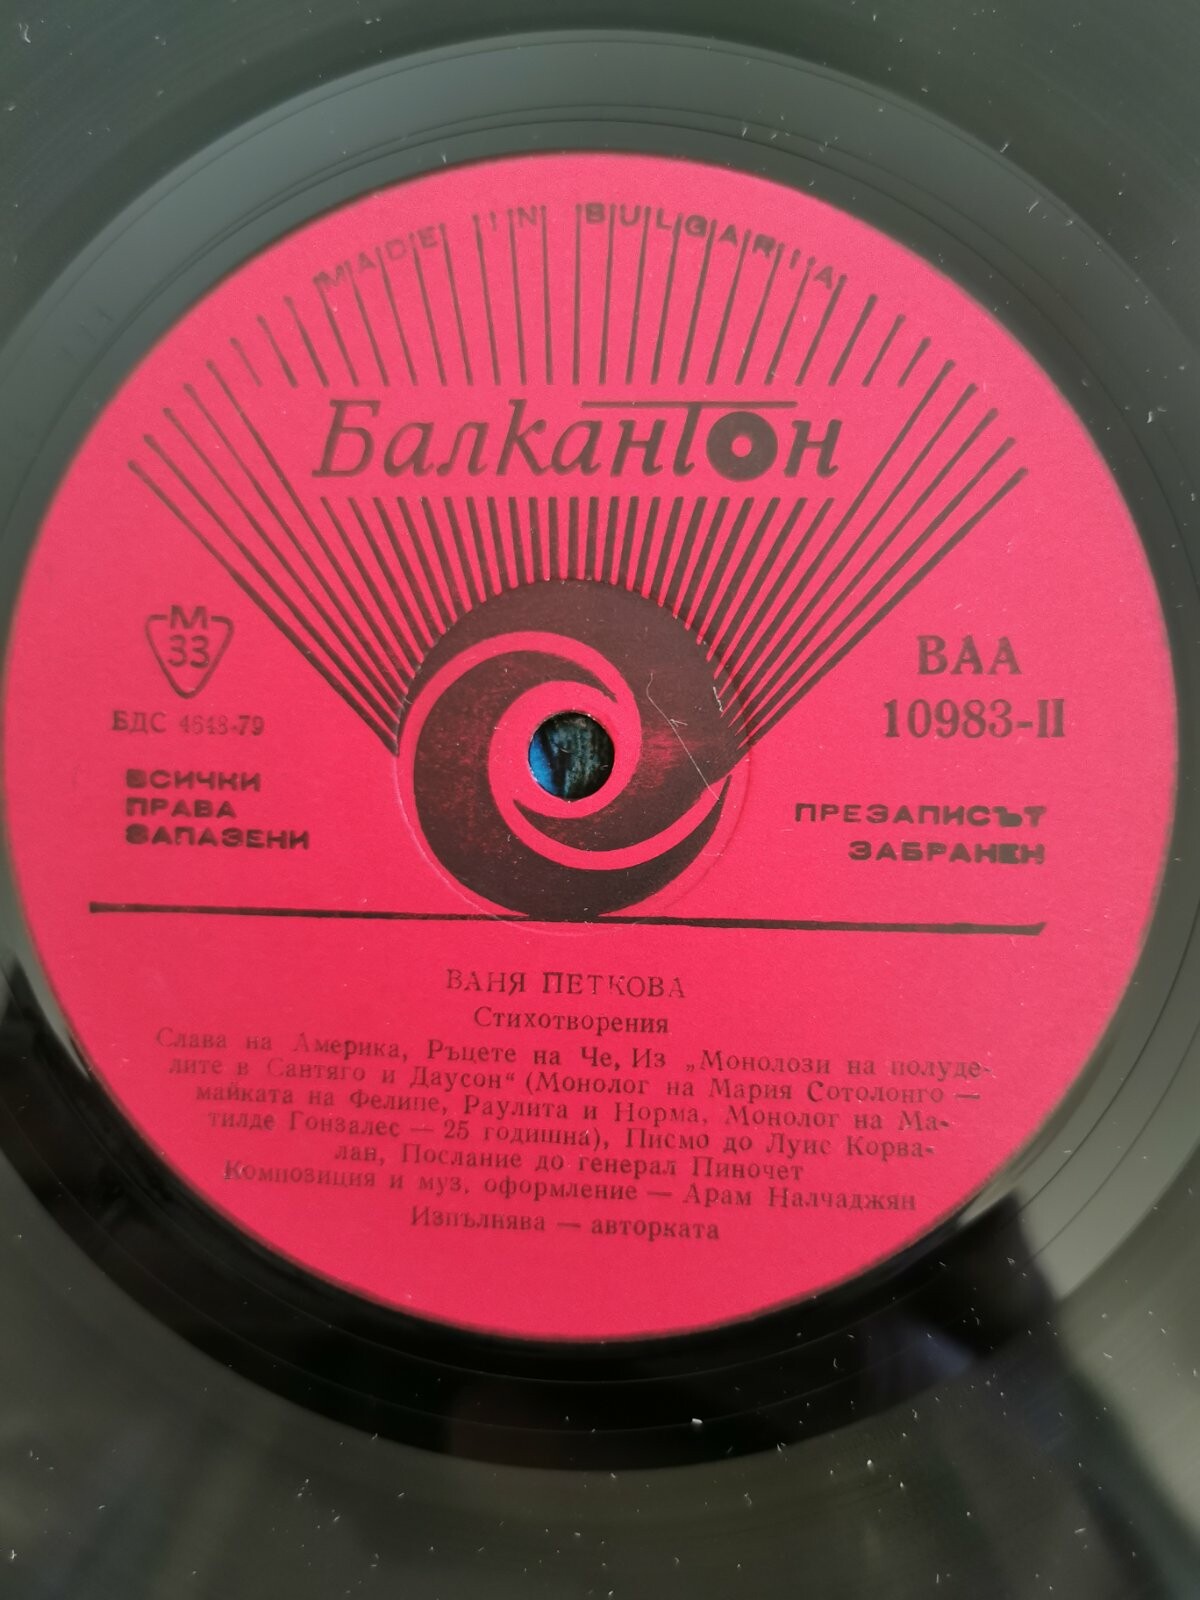 MADE IN BULGARIA
Балкантон
М
33
БДС 4648-79
ВСИЧКИ
ПРАВА
ЗАПАЗЕНИ
ВАА
10983-II
ПРЕЗАПИСЪТ
ЗАБРАНЕН
ВАНЯ ПЕТКОВА
Стихотворения
Слава на Америка, Ръцете на Че, Из „Монолози на полуде-
лите в Сантяго и Даусон“ (Монолог на Мария Сотолонго —
майката на Фелипе, Раулита и Норма, Монолог на Ма-
тилде Гонзалес — 25 годишна), Писмо до Луис Корва-
лан, Послание до генерал Пиночет
Композиция и муз. оформление — Арам Налчаджян
Изпълнява — авторката